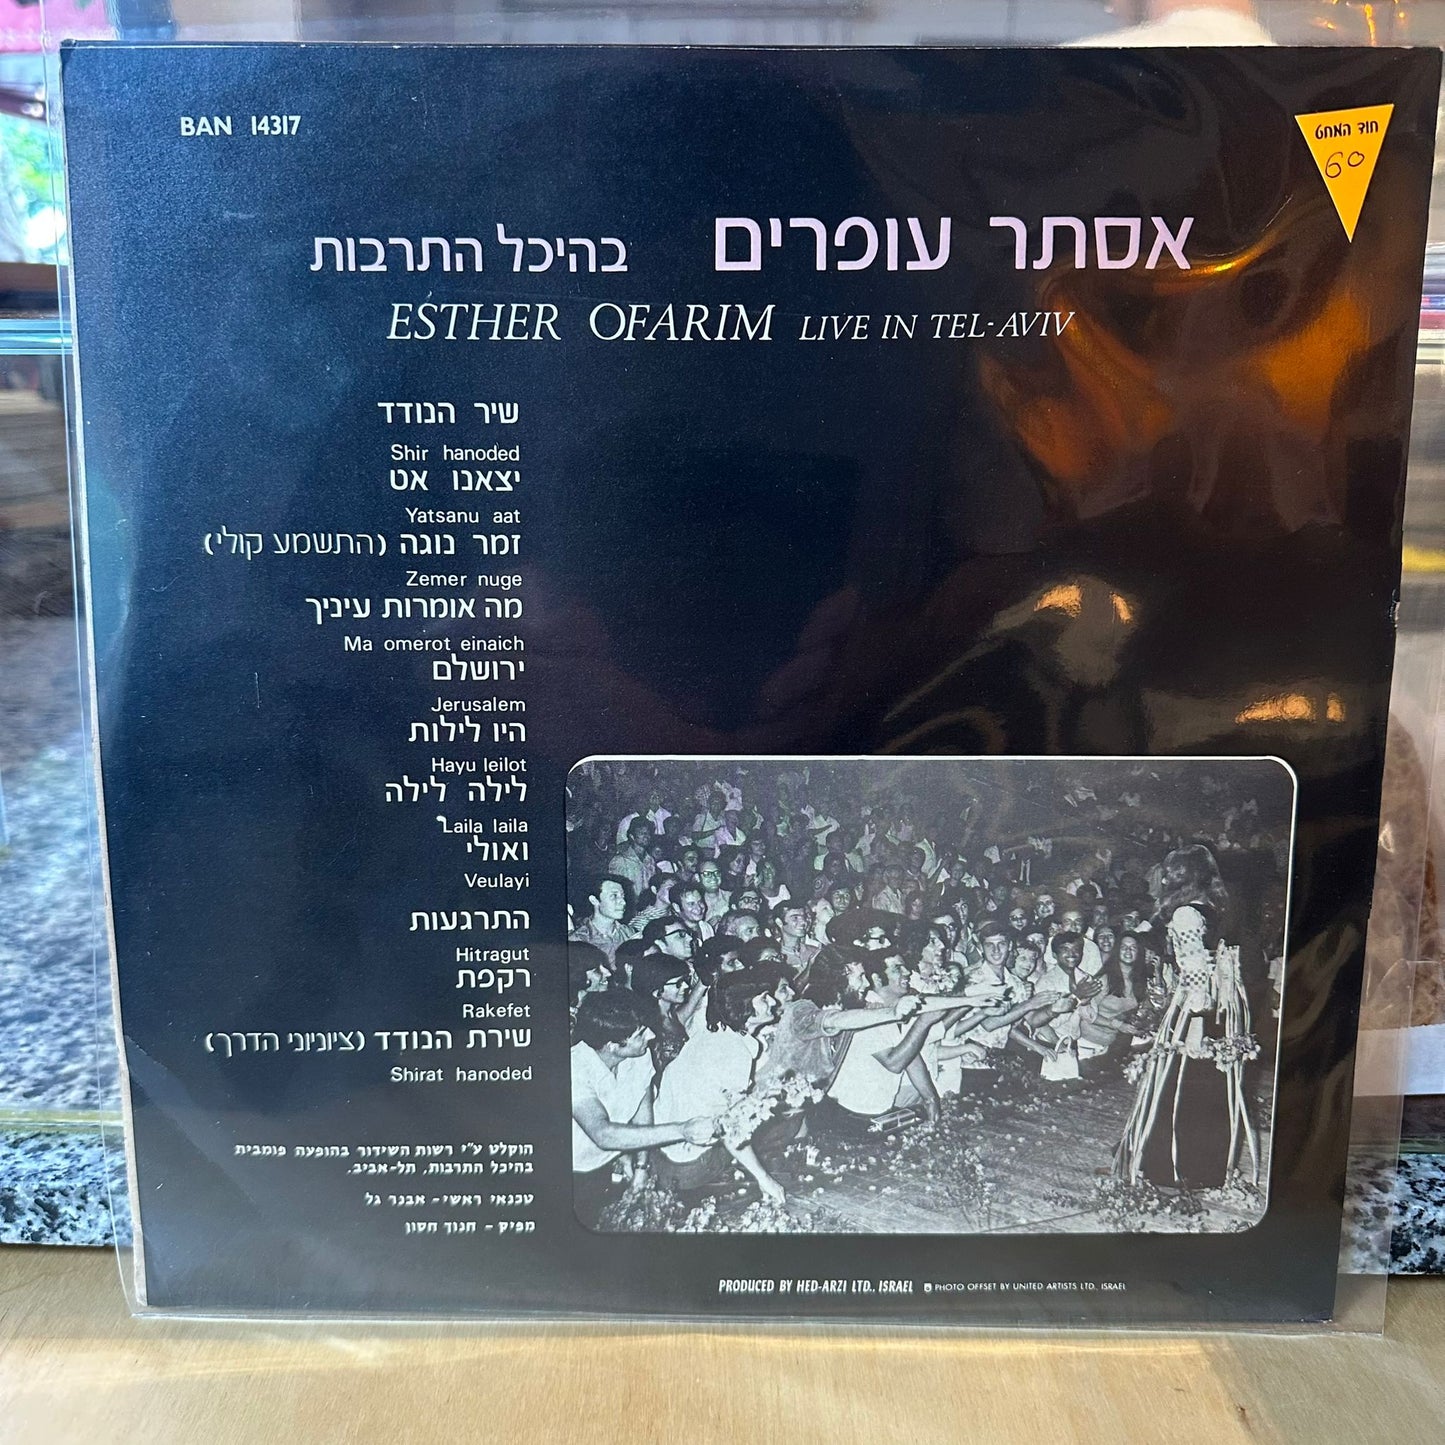 BAN 14317
חוד המחט
60
אסתר עופרים בהיכל התרבות
ESTHER OFARIM LIVE IN TEL-AVIV
שיר הנודד
Shir hanoded
יצאנו אט
Yatsanu aat
זמר נוגה (התשמע קולי)
Zemer nuge
מה אומרות עיניך
Ma omerot einaich
ירושלם
Jerusalem
היו לילות
Hayu leilot
לילה לילה
Laila laila
ואולי
Veulayi
התרגעות
Hitragut
רקפת
Rakefet
שירת הנודד (ציוניוני הדרך)
Shirat hanoded
הוקלט ע"י רשות השידור בהופעה פומבית
בהיכל התרבות, תל-אביב.
טכנאי ראשי - אבנר גל
מפיק - חנוך חסון
PRODUCED BY HED-ARZI LTD., ISRAEL PHOTO OFFSET BY UNITED ARTISTS LTD., ISRAEL